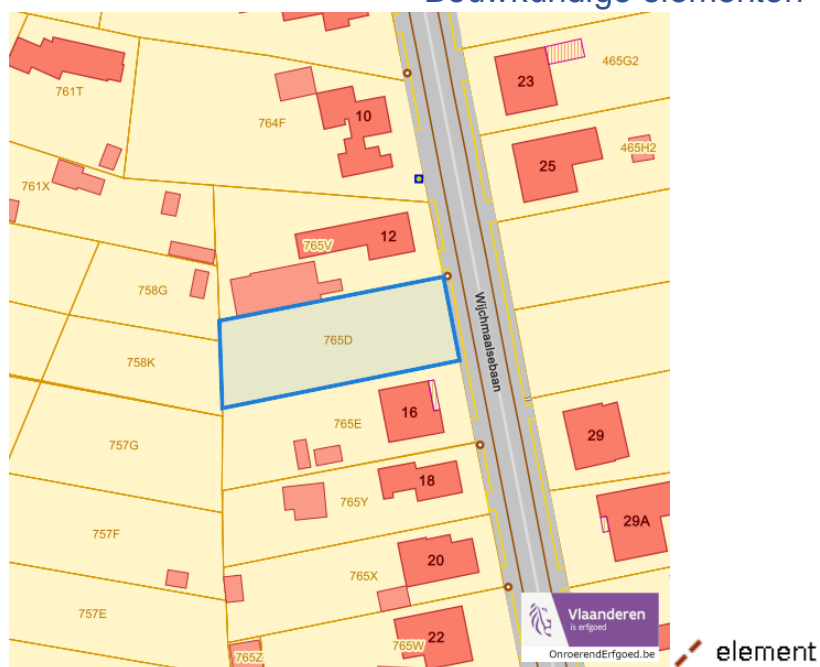 Bouwkundige elementen
23
465G2
761T
10
764F
25
465H2
761X
12
765V
758G
765D
Wijchmaalsebaan
758K
16
765E
29
757G
18
765Y
29A
757F
20
765X
757E
22
765W
765Z
Vlaanderen
is erfgoed
OnroerendErfgoed.be
element